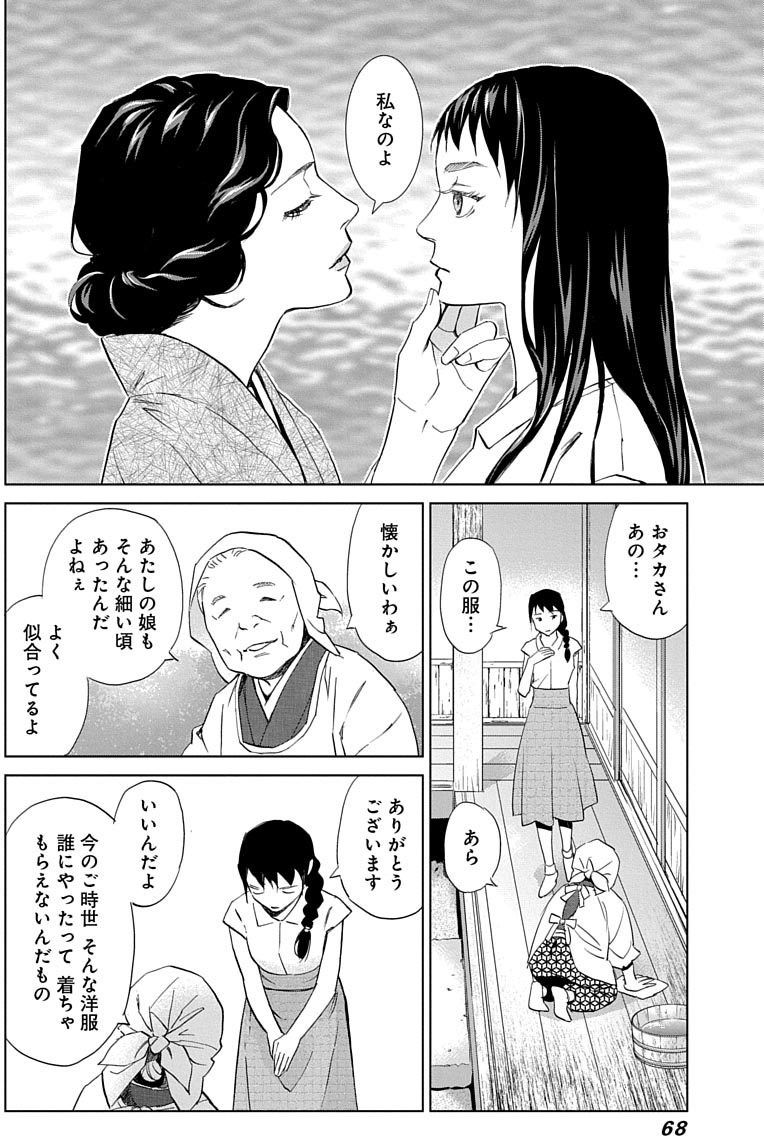 私なのよ
おタカさん
あの…
この服…
あら
懐かしいわぁ
あたしの娘も
そんな細い頃
あったんだ
よねぇ
よく
似合ってるよ
ありがとう
ございます
いいんだよ
今のご時世 そんな洋服
誰にやったって 着ちゃ
もらえないんだもの
68